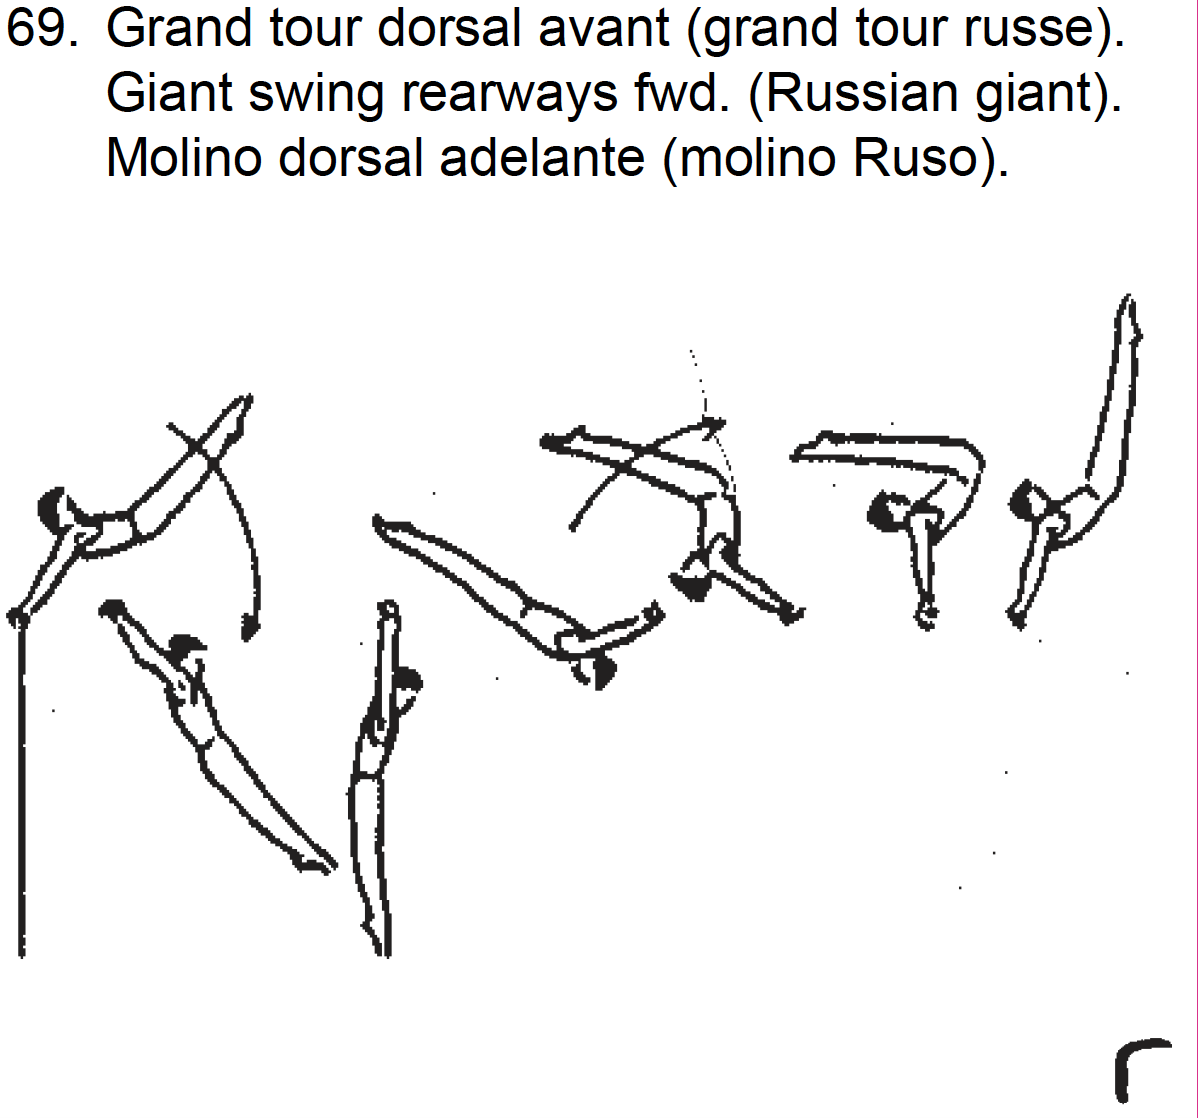 69. Grand tour dorsal avant (grand tour russe).
Giant swing rearways fwd. (Russian giant).
Molino dorsal adelante (molino Ruso).